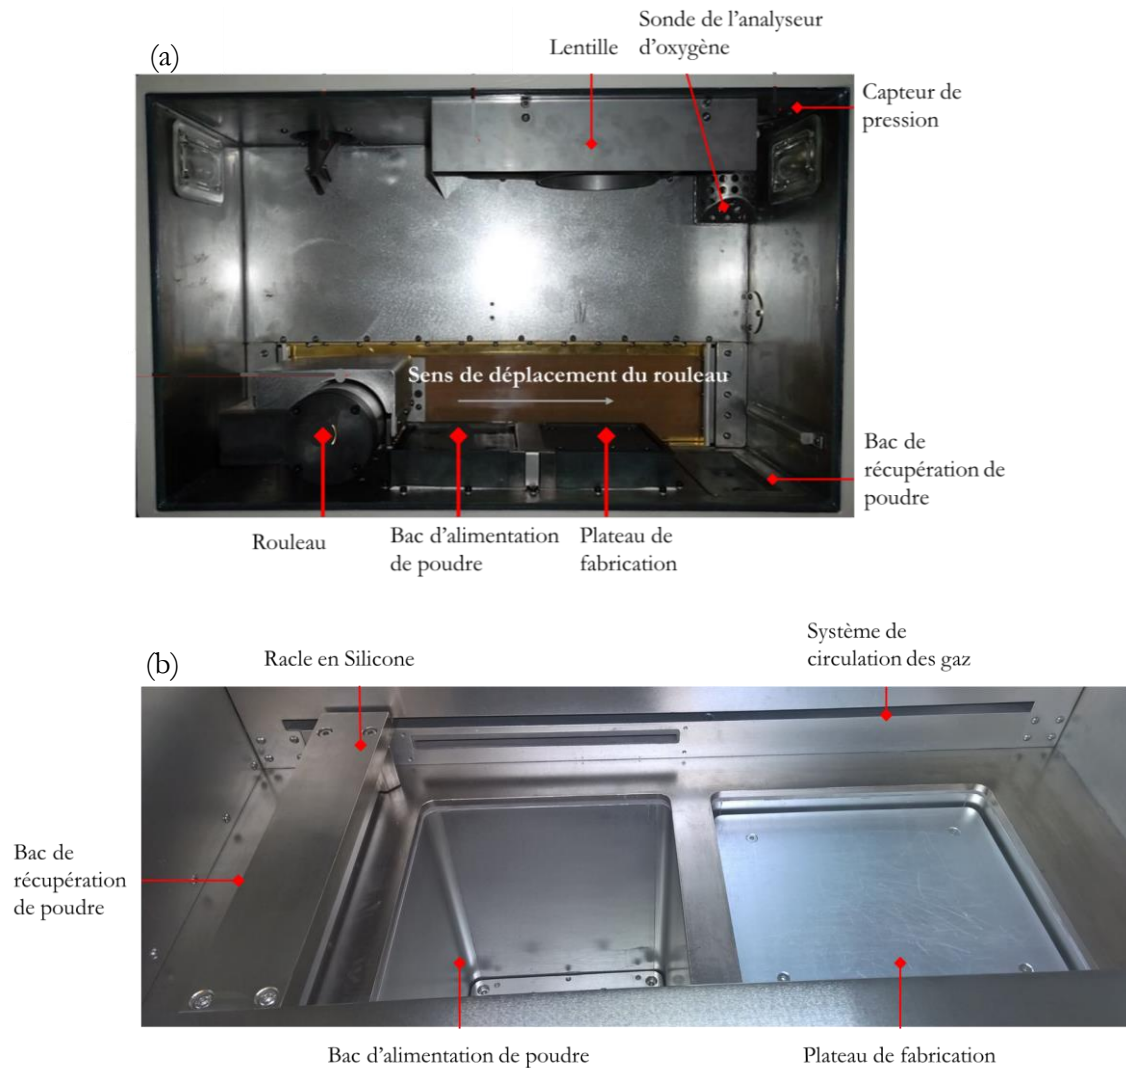 (a)
Lentille
Sonde de l’analyseur
d’oxygène
Capteur de
pression
Sens de déplacement du rouleau
Bac de
récupération de
poudre
Rouleau
Bac d’alimentation
de poudre
Plateau de
fabrication
(b)
Racle en Silicone
Système de
circulation des gaz
Bac de
récupération
de poudre
Bac d’alimentation de poudre
Plateau de fabrication